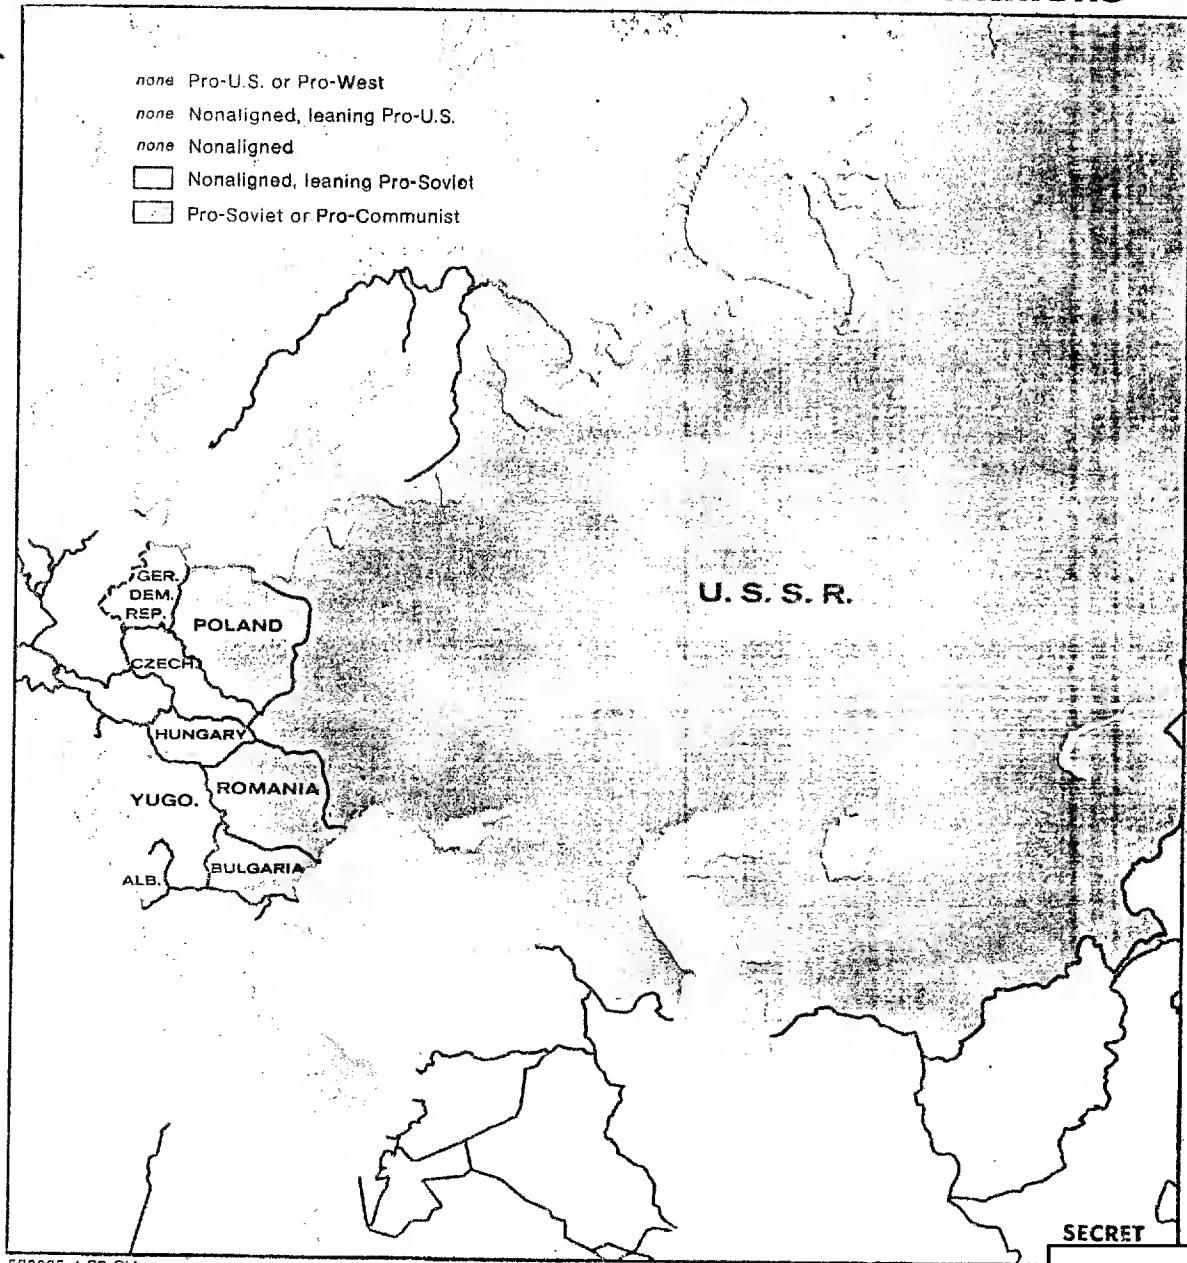 none Pro-U.S. or Pro-West
none Nonaligned, leaning Pro-U.S.
none Nonaligned
Nonaligned, leaning Pro-Soviet
Pro-Soviet or Pro-Communist
U. S. S. R.
GER.
DEM.
REP.
POLAND
CZECH.
HUNGARY
ROMANIA
YUGO.
BULGARIA
ALB.
SECRET